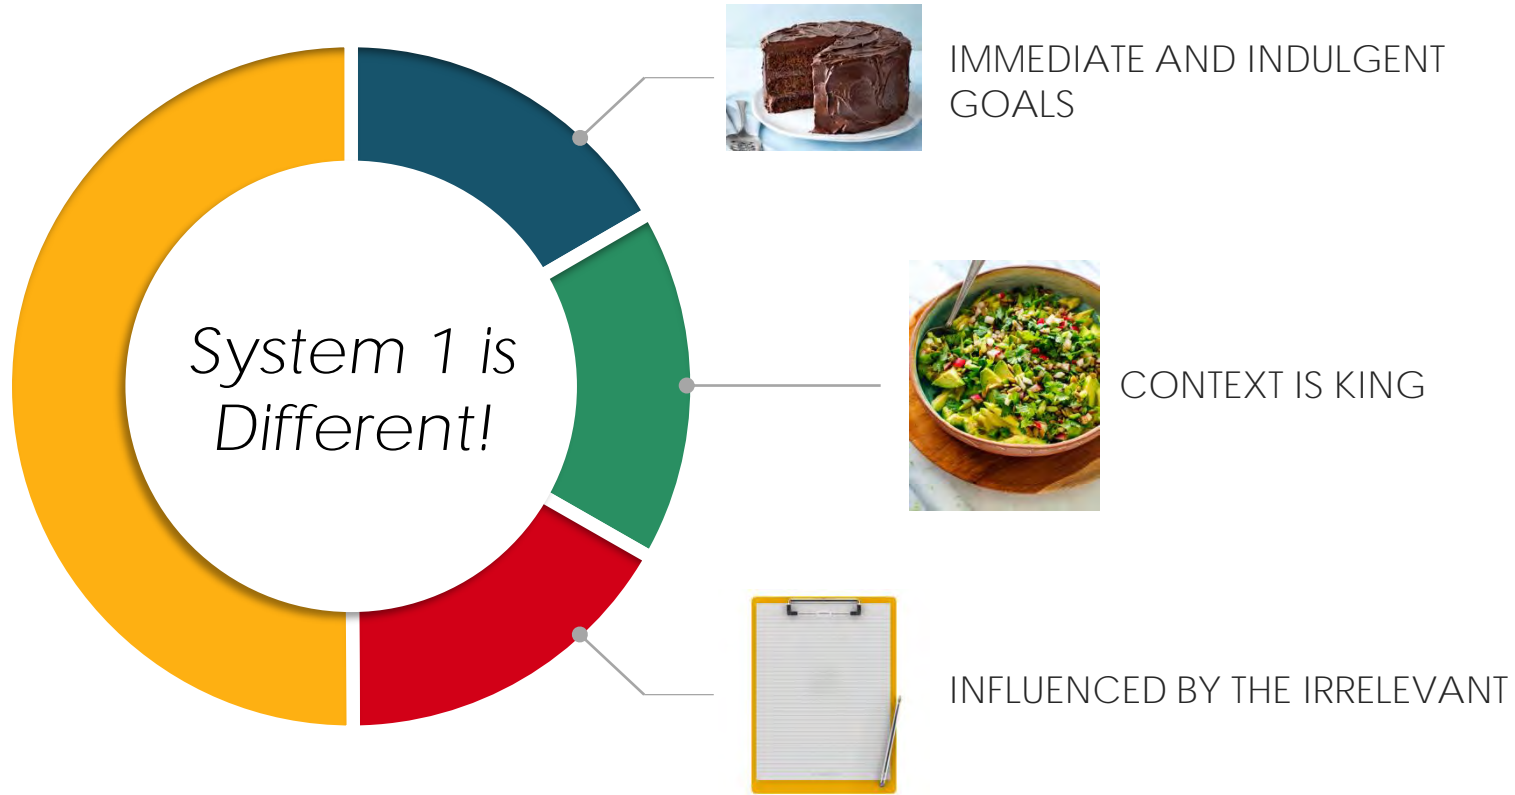 System 1 is
Different!
IMMEDIATE AND INDULGENT
GOALS
CONTEXT IS KING
INFLUENCED BY THE IRRELEVANT